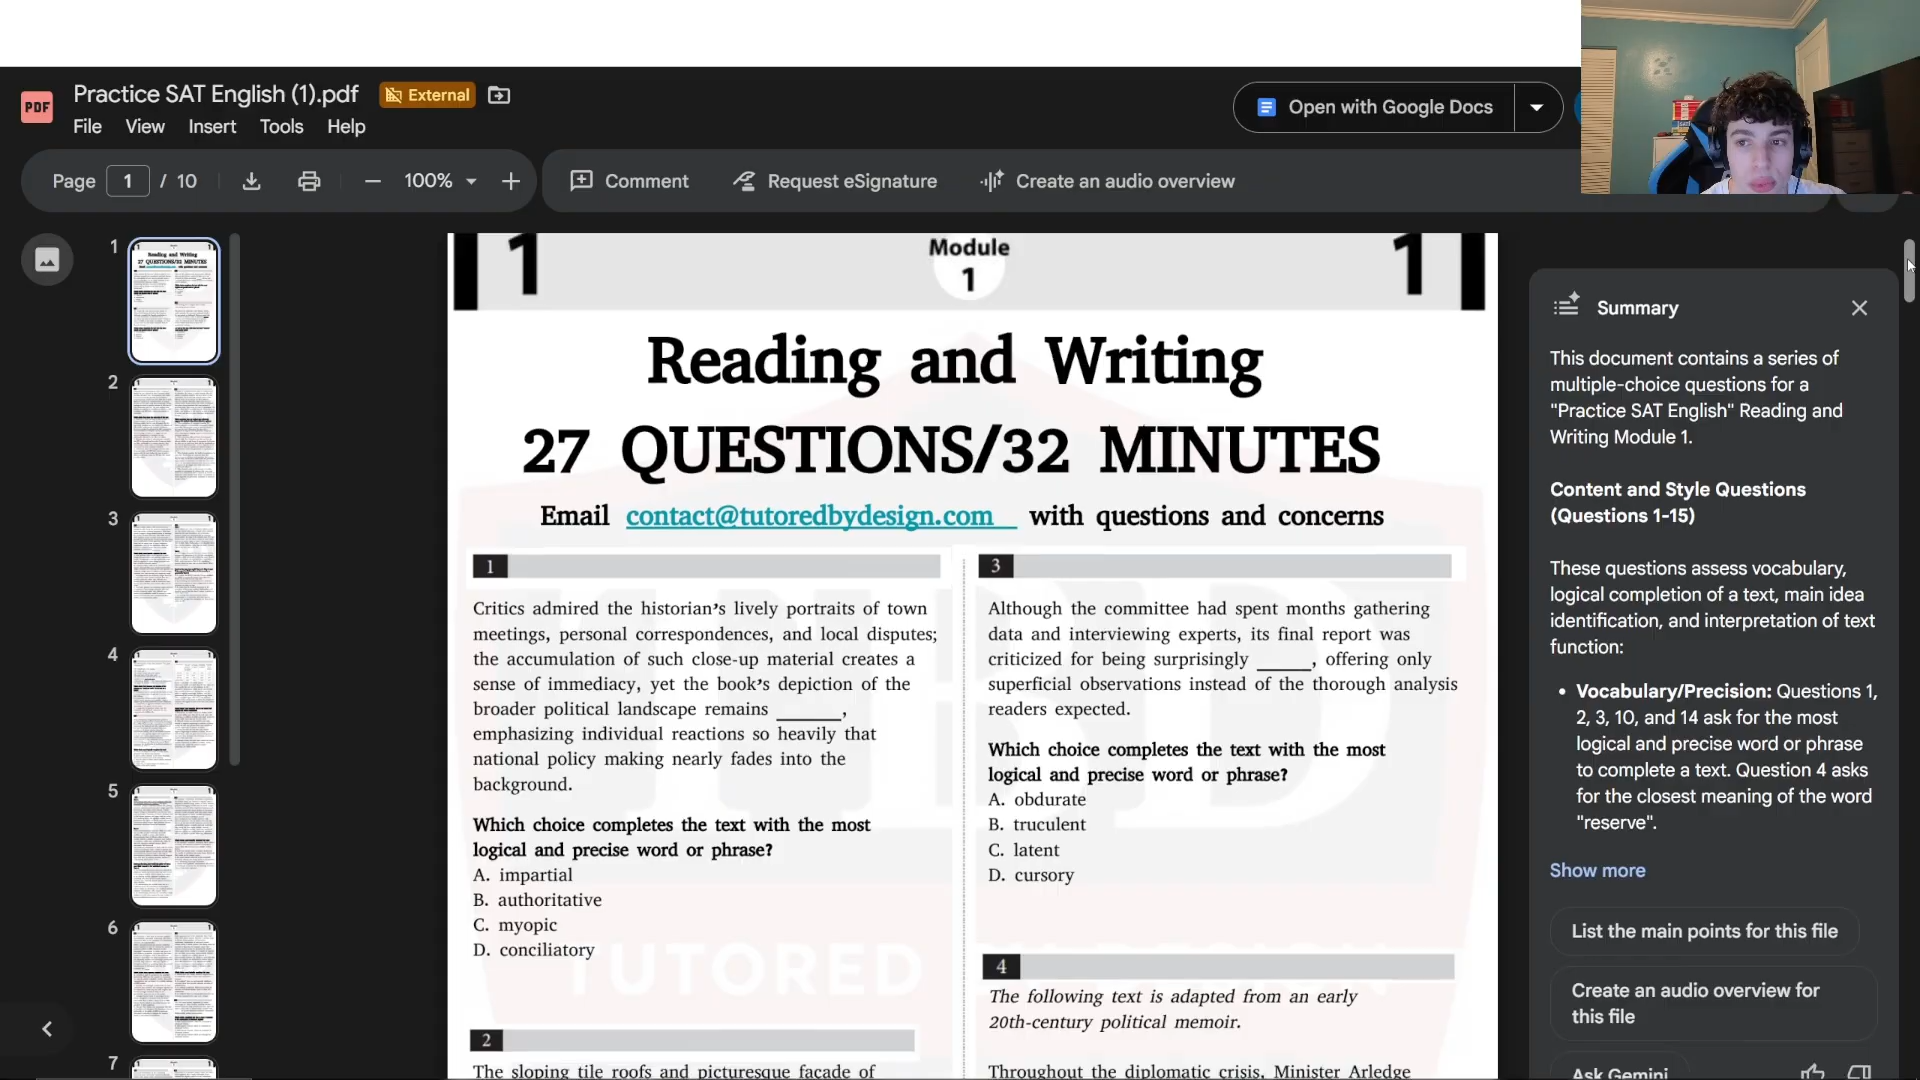 Practice SAT English (1).pdf
External
PDF
File View Insert Tools Help
Open with Google Docs
Page 1 / 10
100%
Comment
Request eSignature
Create an audio overview
1
2
3
4
5
6
7
1
Module
1
1
Reading and Writing
27 QUESTIONS/32 MINUTES
Email contact@tutoredbydesign.com with questions and concerns
1
Critics admired the historian's lively portraits of town
meetings, personal correspondences, and local disputes;
the accumulation of such close-up material creates a
sense of immediacy, yet the book's depiction of the
broader political landscape remains ______,
emphasizing individual reactions so heavily that
national policy making nearly fades into the
background.
Which choice completes the text with the most
logical and precise word or phrase?
A. impartial
B. authoritative
C. myopic
D. conciliatory
2
The sloping tile roofs and picturesque facade of
3
Although the committee had spent months gathering
data and interviewing experts, its final report was
criticized for being surprisingly _____, offering only
superficial observations instead of the thorough analysis
readers expected.
Which choice completes the text with the most
logical and precise word or phrase?
A. obdurate
B. truculent
C. latent
D. cursory
4
The following text is adapted from an early
20th-century political memoir.
Throughout the diplomatic crisis, Minister Arledge
TUTORED
Summary
This document contains a series of
multiple-choice questions for a
"Practice SAT English" Reading and
Writing Module 1.
Content and Style Questions
(Questions 1-15)
These questions assess vocabulary,
logical completion of a text, main idea
identification, and interpretation of text
function:
• Vocabulary/Precision: Questions 1,
2, 3, 10, and 14 ask for the most
logical and precise word or phrase
to complete a text. Question 4 asks
for the closest meaning of the word
"reserve".
Show more
List the main points for this file
Create an audio overview for
this file
Ask Gemini